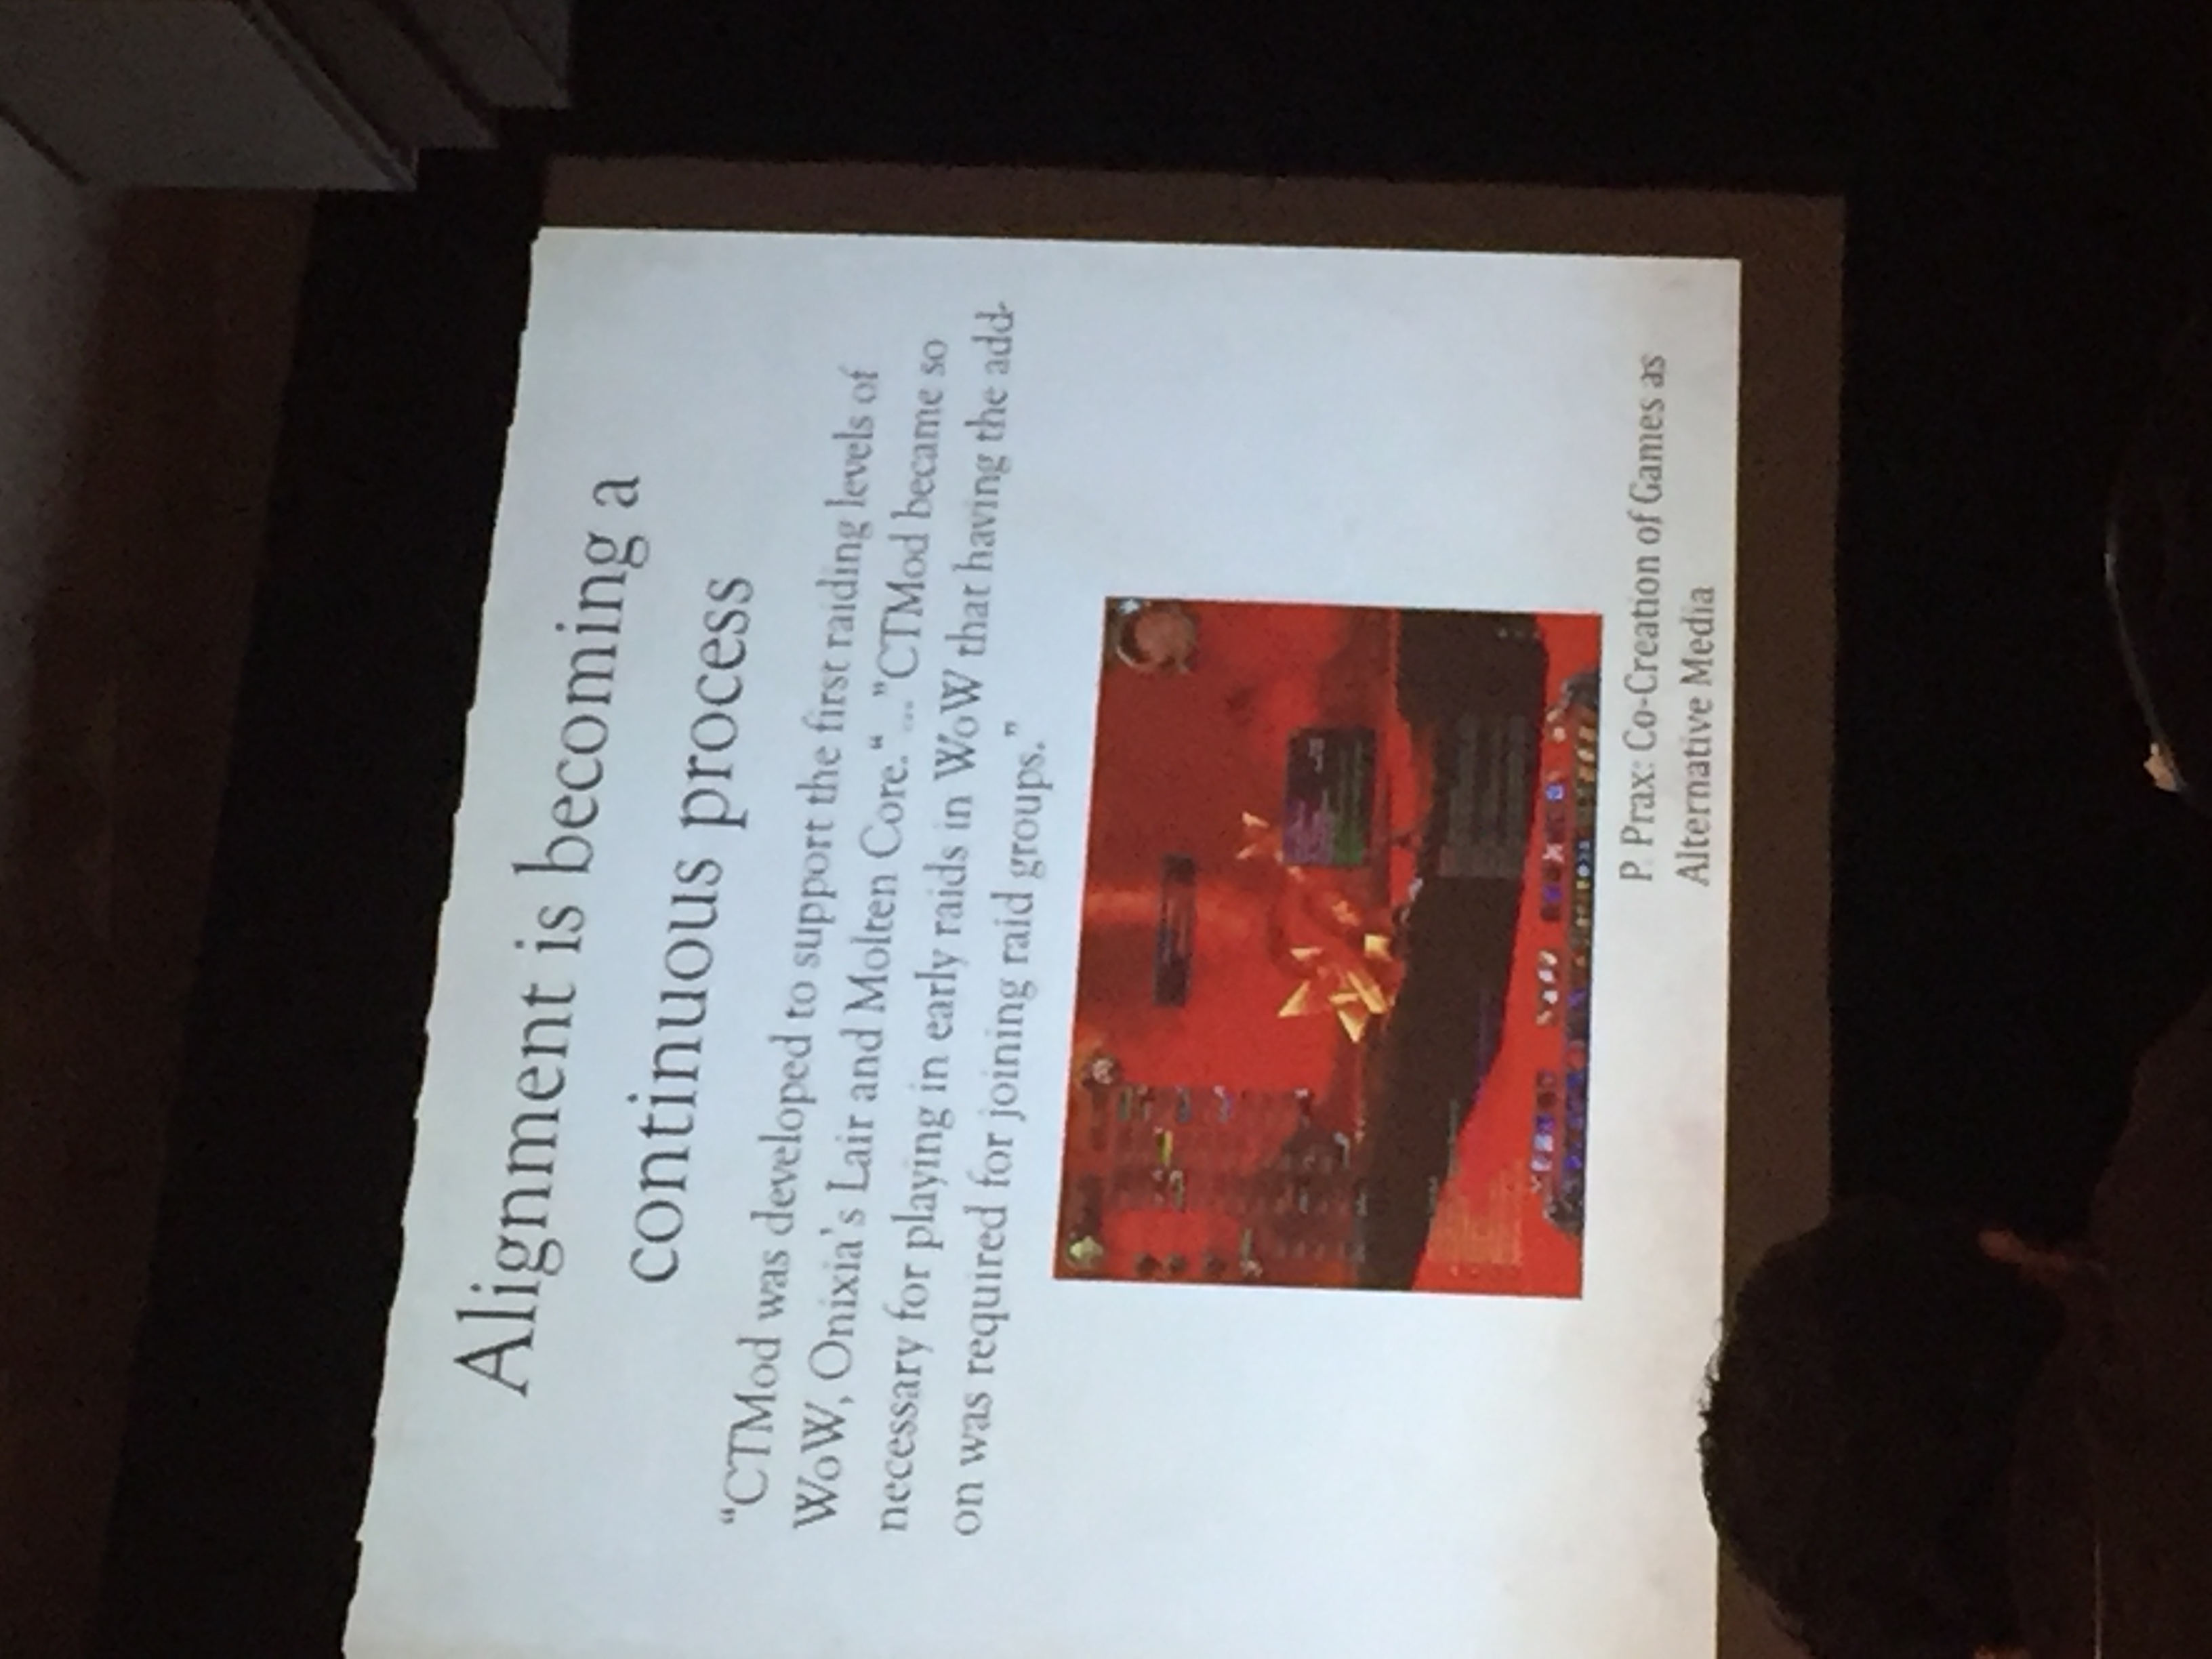 Alignment is becoming a
continuous process
“CTMod was developed to support the first raiding levels of
WoW, Onixia's Lair and Molten Core.“...”CTMod became so
necessary for playing in early raids in WoW that having the add-
on was required for joining raid groups.”
P. Prax: Co-Creation of Games as
Alternative Media